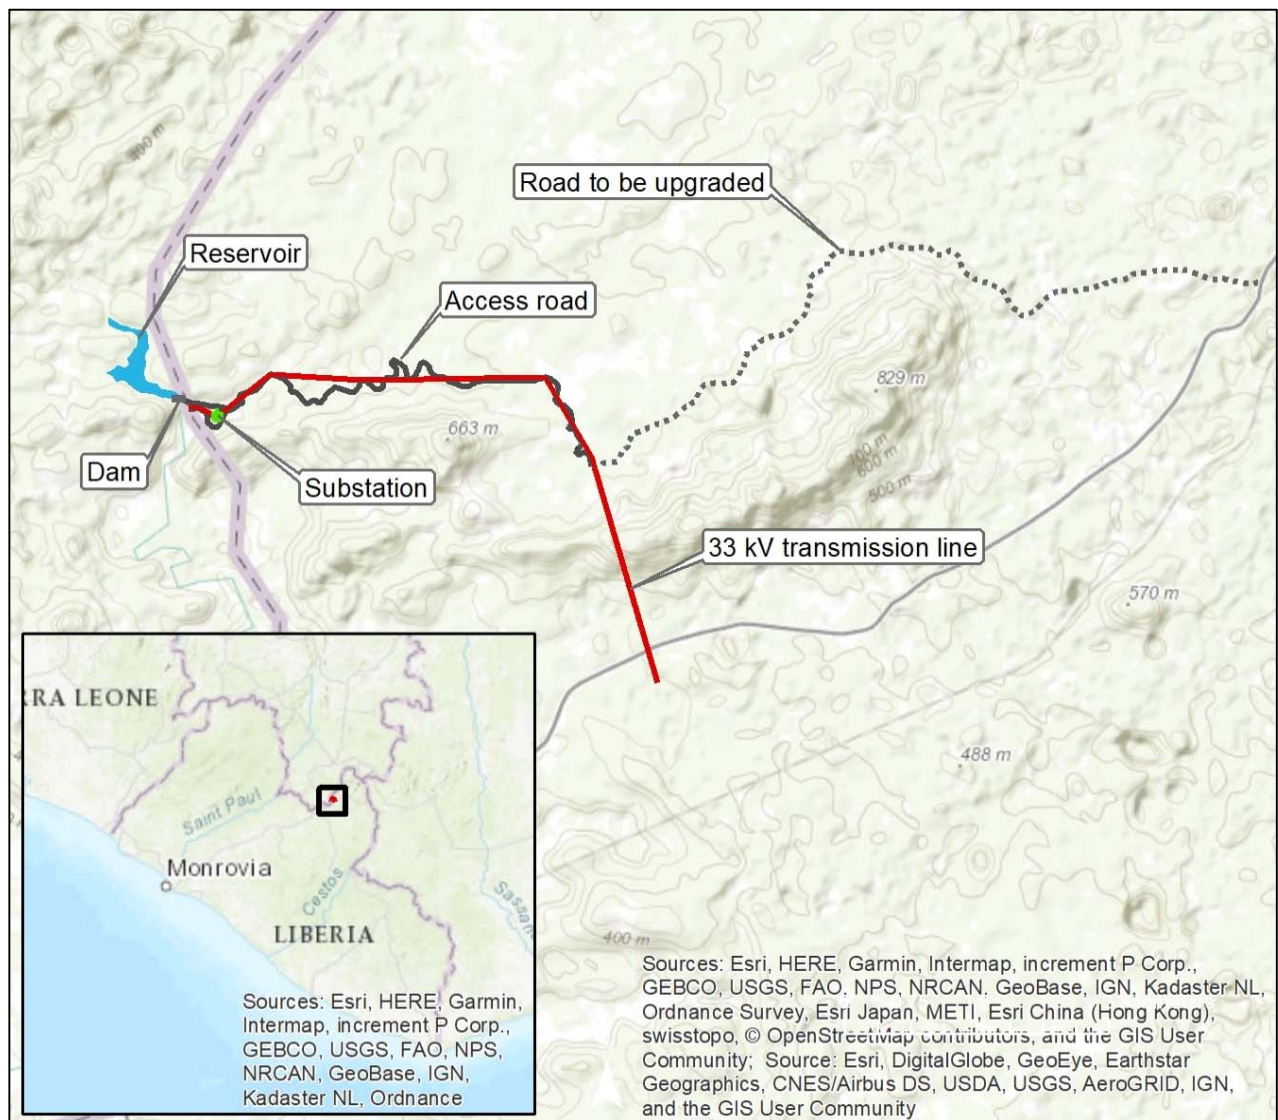 400 m
Road to be upgraded
Reservoir
Access road
829 m
663 m
Dam
Substation
600 m
500 m
33 kV transmission line
570 m
RRA LEONE
Saint Paul
Monrovia
Cestos
Sassan
LIBERIA
488 m
400 m
Sources: Esri, HERE, Garmin,
Intermap, increment P Corp.,
GEBCO, USGS, FAO, NPS,
NRCAN, GeoBase, IGN,
Kadaster NL, Ordnance
Sources: Esri, HERE, Garmin, Intermap, increment P Corp.,
GEBCO, USGS, FAO, NPS, NRCAN, GeoBase, IGN, Kadaster NL,
Ordnance Survey, Esri Japan, METI, Esri China (Hong Kong),
swisstopo, © OpenStreetMap contributors, and the GIS User
Community; Source: Esri, DigitalGlobe, GeoEye, Earthstar
Geographics, CNES/Airbus DS, USDA, USGS, AeroGRID, IGN,
and the GIS User Community